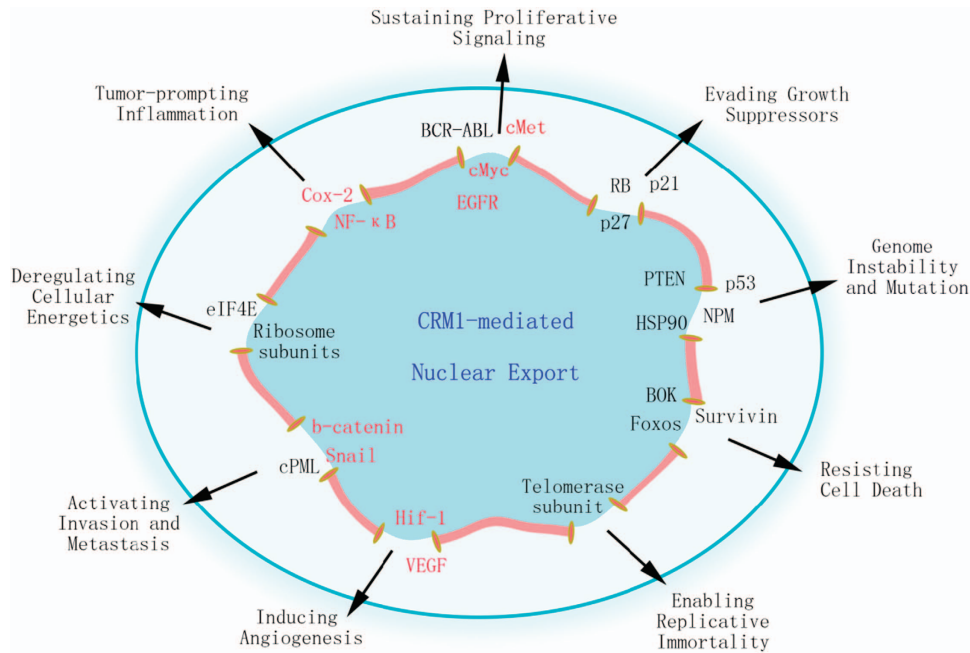 Sustaining Proliferative
Signaling
Tumor-prompting
Inflammation
Evading Growth
Suppressors
BCR-ABL
cMet
cMyc
EGFR
RB
p21
p27
Cox-2
NF-κB
Genome
Instability
and Mutation
Deregulating
Cellular
Energetics
PTEN
p53
eIF4E
NPM
HSP90
Ribosome
subunits
CRM1-mediated
Nuclear Export
BOK
Survivin
Foxos
b-catenin
Snail
cPML
Resisting
Cell Death
Telomerase
subunit
Activating
Invasion and
Metastasis
Hif-1
VEGF
Inducing
Angiogenesis
Enabling
Replicative
Immortality